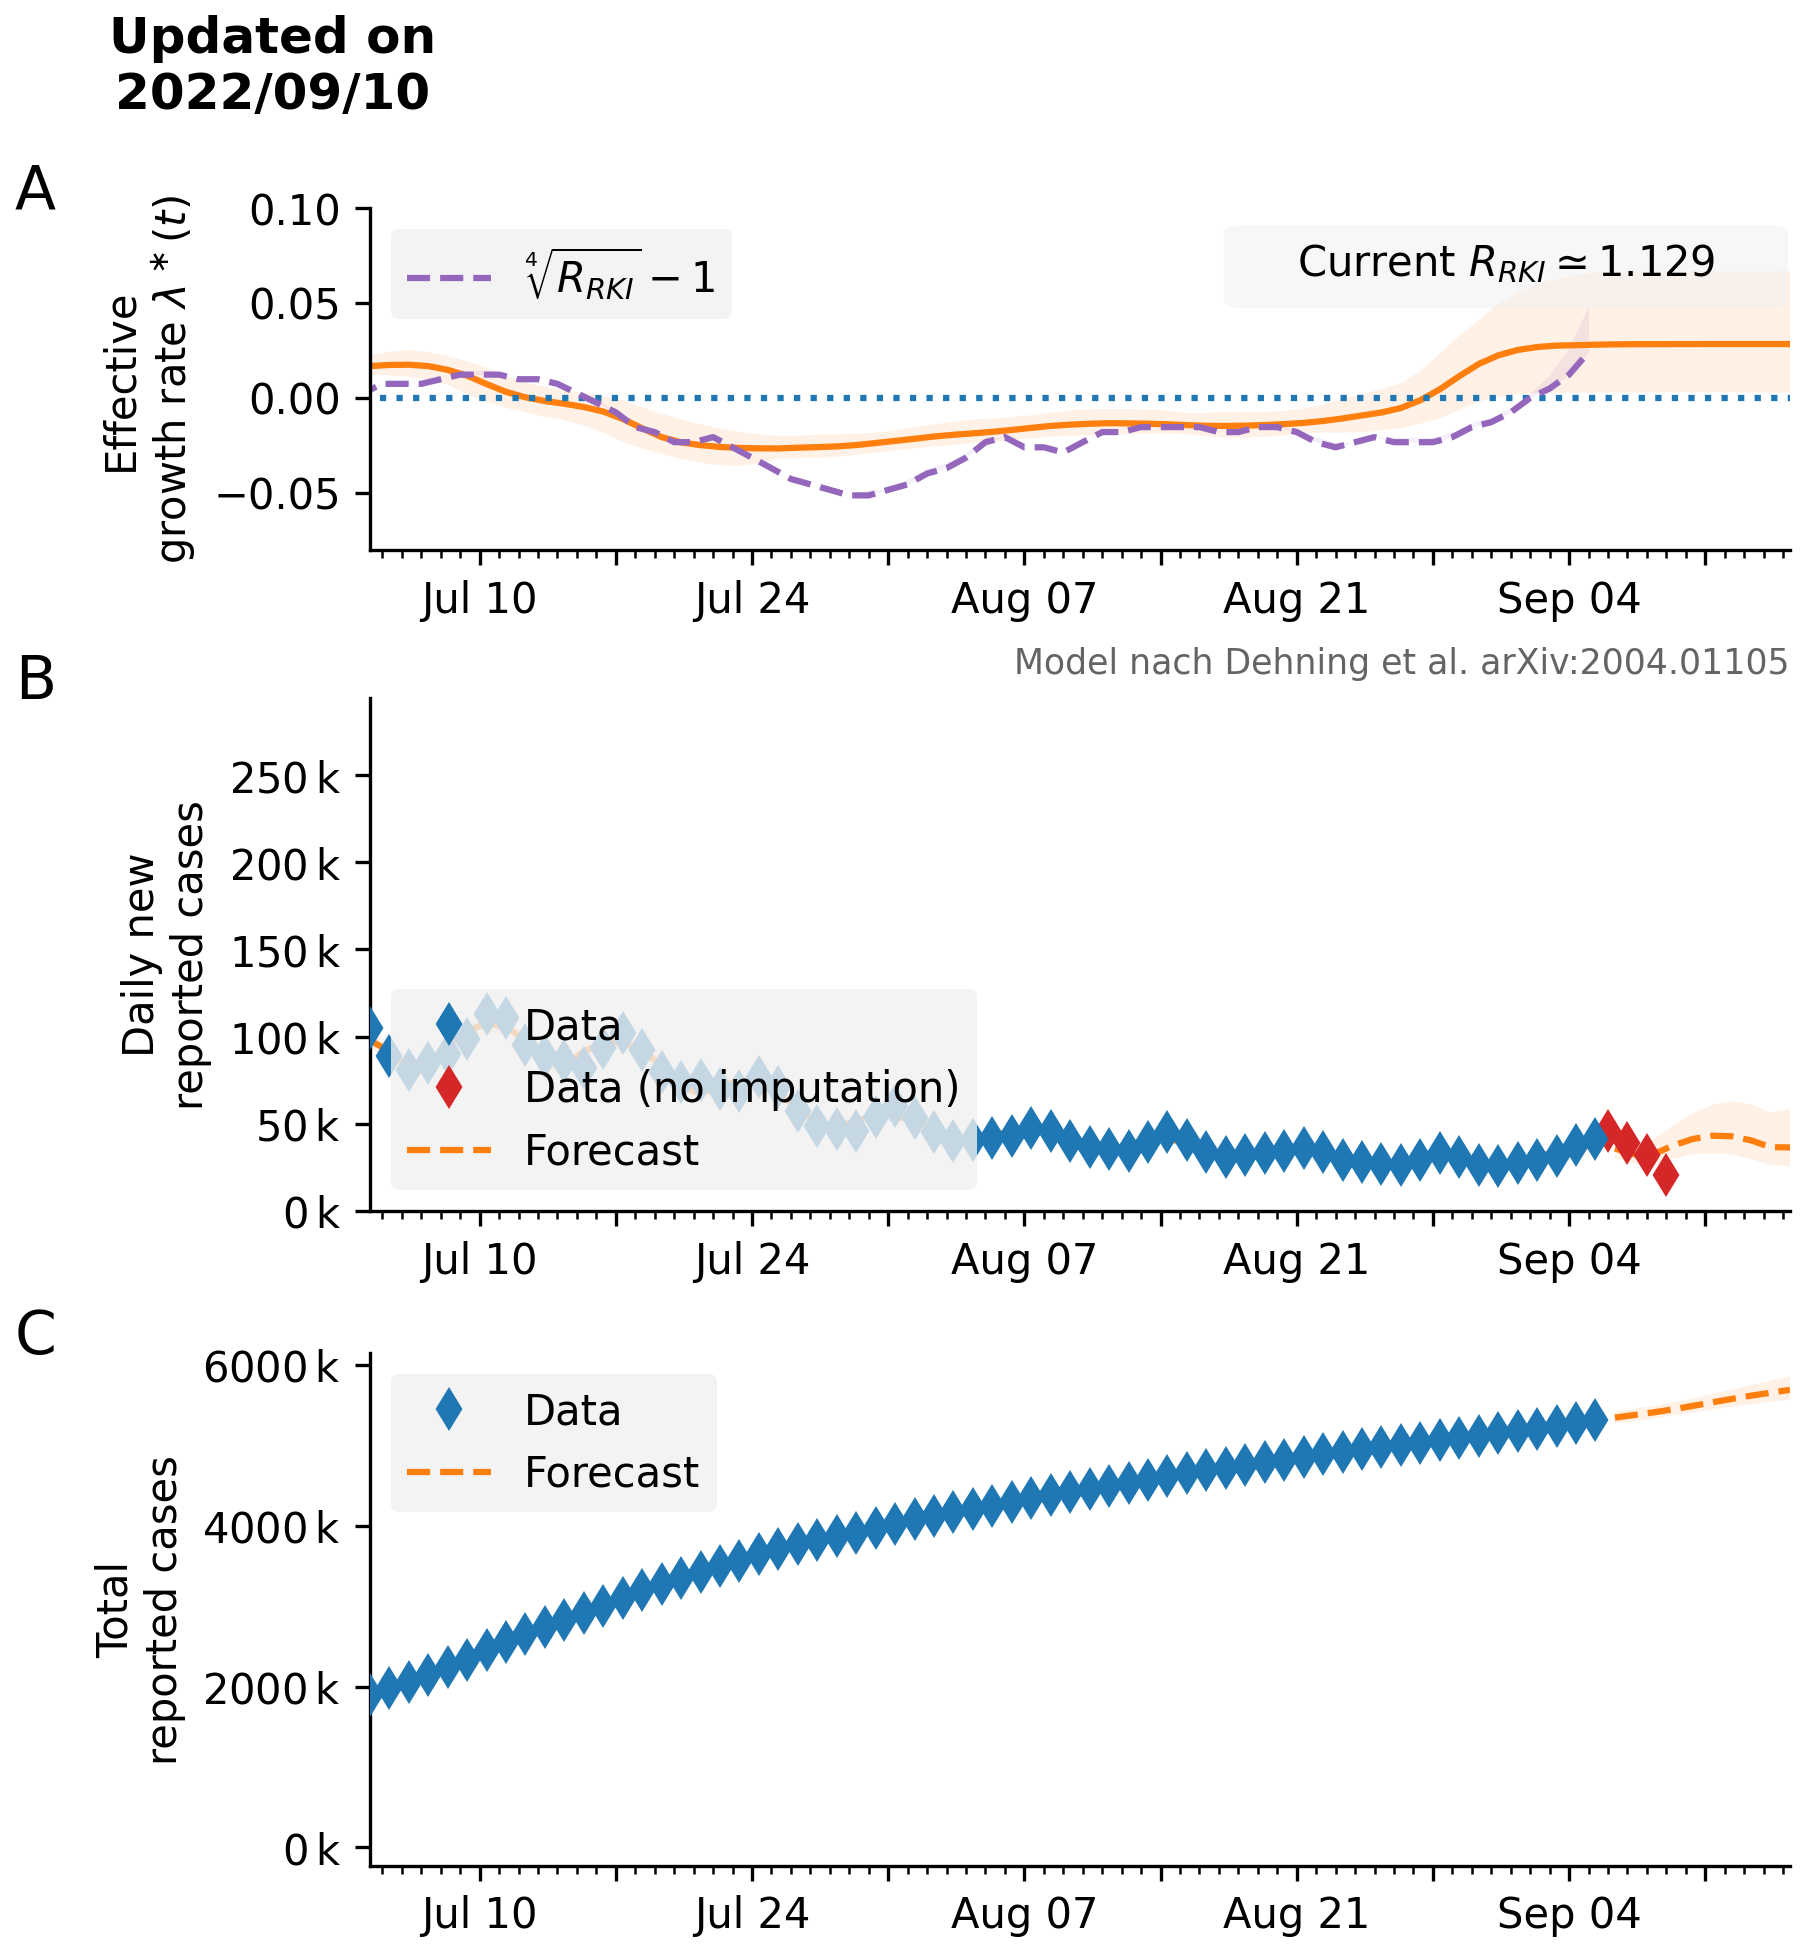 Updated on
2022/09/10
A
Effective
growth rate λ * (t)
0.10
0.05
0.00
−0.05
∜R_RKI − 1
Current R_RKI ≃ 1.129
Jul 10 Jul 24 Aug 07 Aug 21 Sep 04
Model nach Dehning et al. arXiv:2004.01105
B
Daily new
reported cases
250 k
200 k
150 k
100 k
50 k
0 k
Data
Data (no imputation)
Forecast
Jul 10 Jul 24 Aug 07 Aug 21 Sep 04
C
Total
reported cases
6000 k
4000 k
2000 k
0 k
Data
Forecast
Jul 10 Jul 24 Aug 07 Aug 21 Sep 04